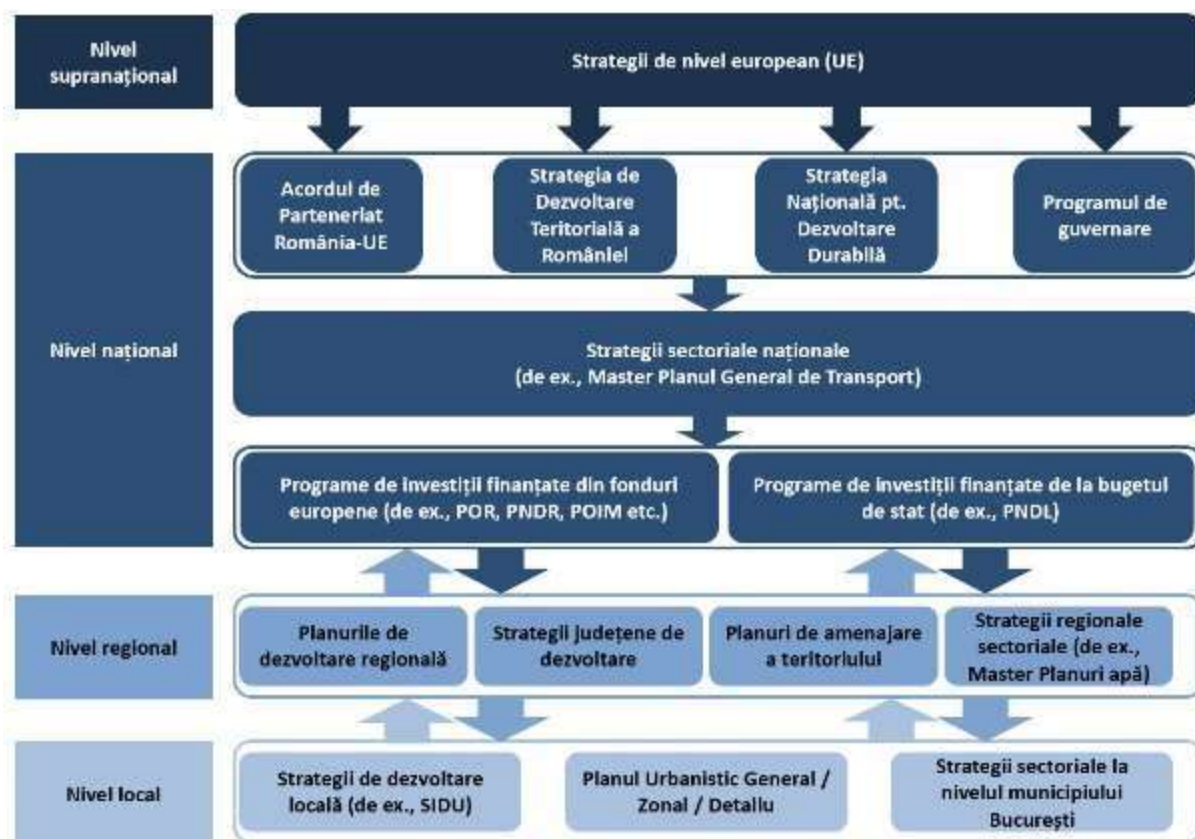 Nivel
supranațional
Strategii de nivel european (UE)
Nivel național
Acordul de
Parteneriat
România-UE
Strategia de
Dezvoltare
Teritorială a
României
Strategia
Națională pt.
Dezvoltare
Durabilă
Programul de
guvernare
Strategii sectoriale naționale
(de ex., Master Planul General de Transport)
Programe de investiții finanțate din fonduri
europene (de ex., POR, PNDR, POIM etc.)
Programe de investiții finanțate de la bugetul
de stat (de ex., PNDL)
Nivel regional
Planurile de
dezvoltare regională
Strategii județene de
dezvoltare
Planuri de amenajare
a teritoriului
Strategii regionale
sectoriale (de ex.,
Master Planuri apă)
Nivel local
Strategii de dezvoltare
locală (de ex., SIDU)
Planul Urbanistic General /
Zonal / Detaliu
Strategii sectoriale la
nivelul municipiului
București